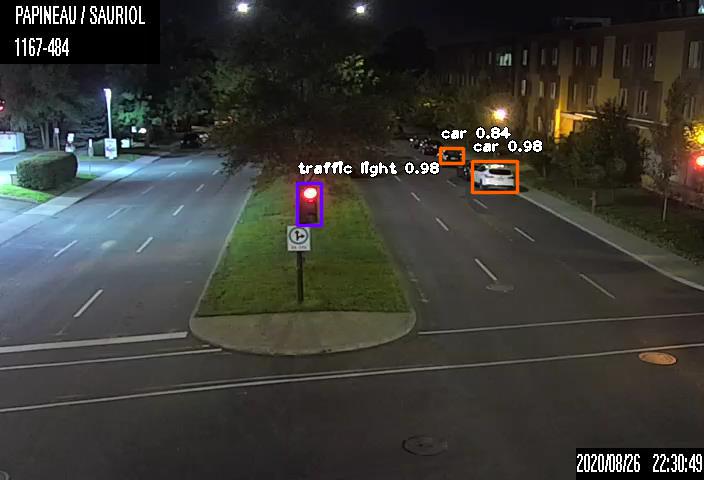 PAPINEAU / SAURIOL
1167-484
car 0.84
car 0.98
traffic light 0.98
2020/08/26 22:30:49